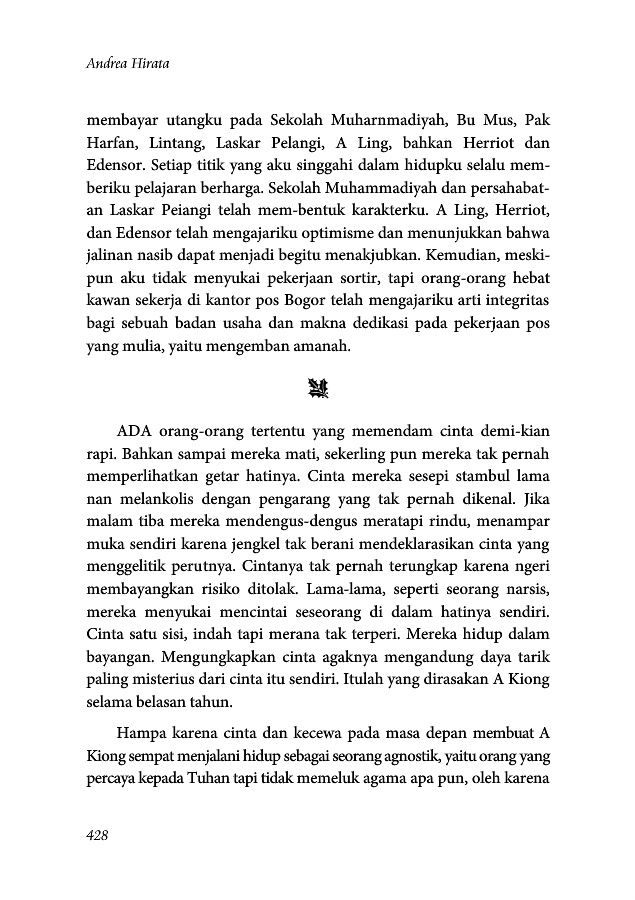 Andrea Hirata
membayar utangku pada Sekolah Muharnmadiyah, Bu Mus, Pak
Harfan, Lintang, Laskar Pelangi, A Ling, bahkan Herriot dan
Edensor. Setiap titik yang aku singgahi dalam hidupku selalu mem-
beriku pelajaran berharga. Sekolah Muhammadiyah dan persahabat-
an Laskar Peiangi telah mem-bentuk karakterku. A Ling, Herriot,
dan Edensor telah mengajariku optimisme dan menunjukkan bahwa
jalinan nasib dapat menjadi begitu menakjubkan. Kemudian, meski-
pun aku tidak menyukai pekerjaan sortir, tapi orang-orang hebat
kawan sekerja di kantor pos Bogor telah mengajariku arti integritas
bagi sebuah badan usaha dan makna dedikasi pada pekerjaan pos
yang mulia, yaitu mengemban amanah.
ADA orang-orang tertentu yang memendam cinta demi-kian
rapi. Bahkan sampai mereka mati, sekerling pun mereka tak pernah
memperlihatkan getar hatinya. Cinta mereka sesepi stambul lama
nan melankolis dengan pengarang yang tak pernah dikenal. Jika
malam tiba mereka mendengus-dengus meratapi rindu, menampar
muka sendiri karena jengkel tak berani mendeklarasikan cinta yang
menggelitik perutnya. Cintanya tak pernah terungkap karena ngeri
membayangkan risiko ditolak. Lama-lama, seperti seorang narsis,
mereka menyukai mencintai seseorang di dalam hatinya sendiri.
Cinta satu sisi, indah tapi merana tak terperi. Mereka hidup dalam
bayangan. Mengungkapkan cinta agaknya mengandung daya tarik
paling misterius dari cinta itu sendiri. Itulah yang dirasakan A Kiong
selama belasan tahun.
Hampa karena cinta dan kecewa pada masa depan membuat A
Kiong sempat menjalani hidup sebagai seorang agnostik, yaitu orang yang
percaya kepada Tuhan tapi tidak memeluk agama apa pun, oleh karena
428